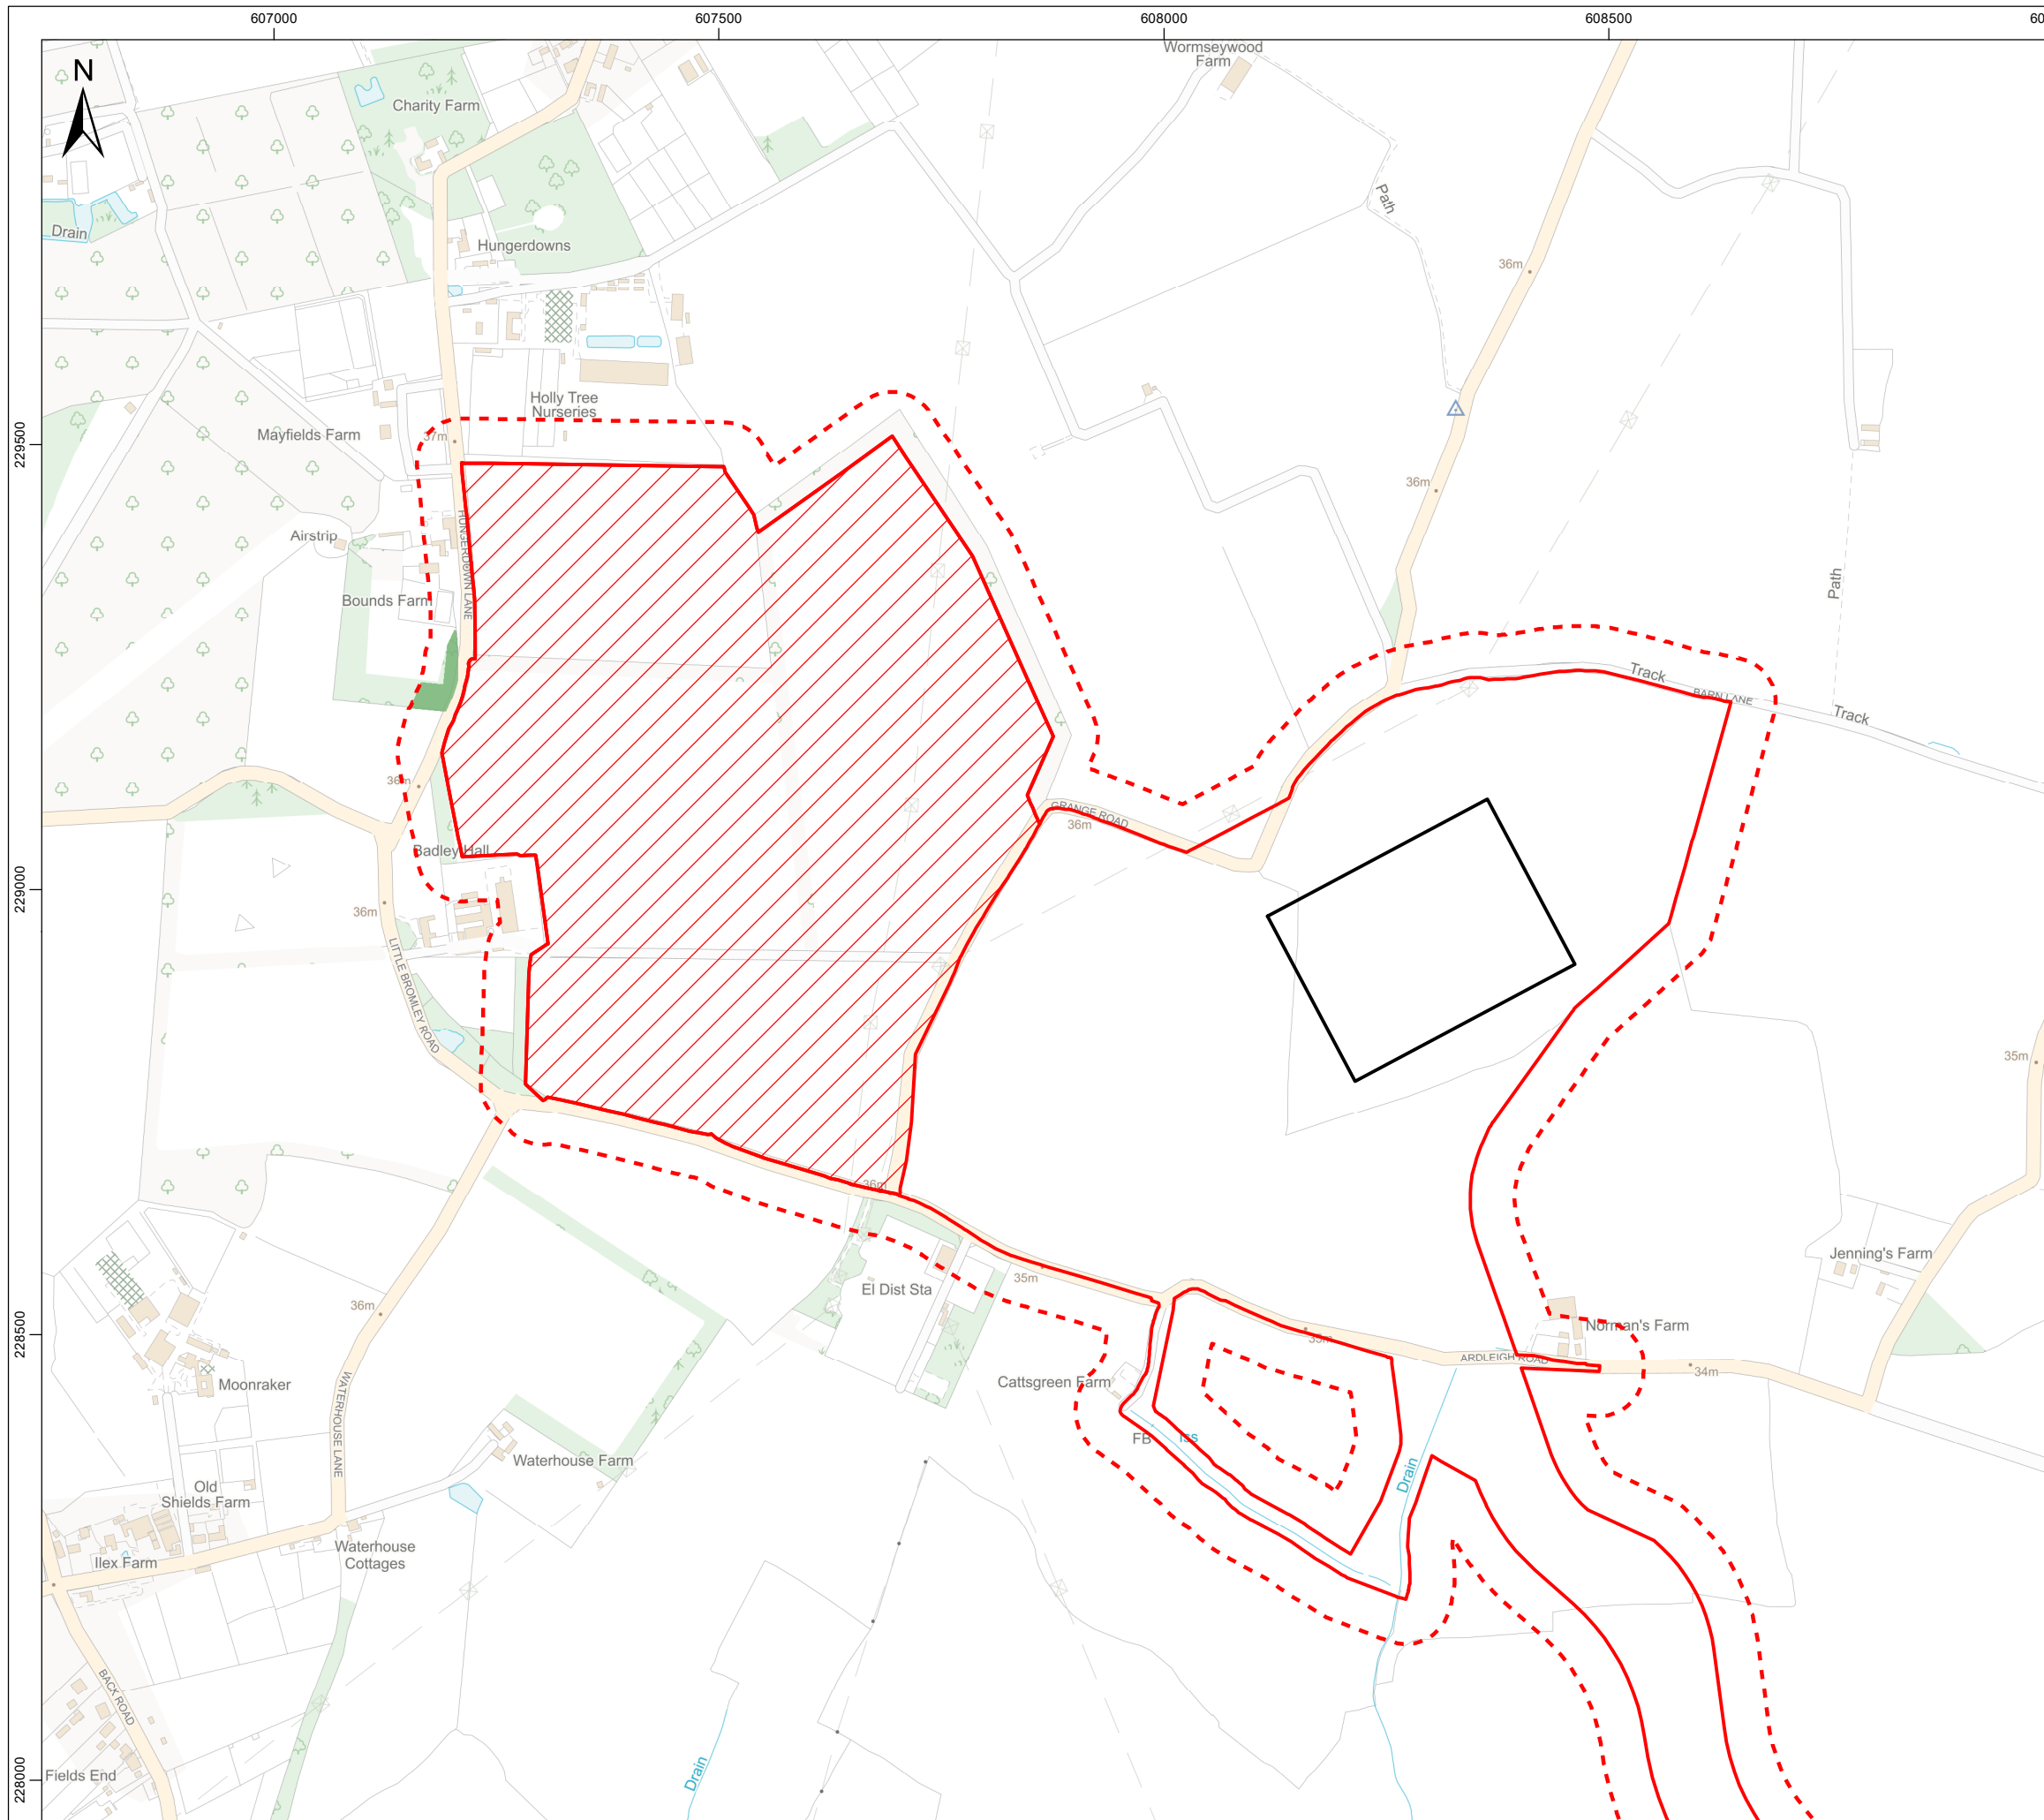 607000
607500
608000
608500
229500
229000
228500
228000
N
Wormseywood
Farm
Charity Farm
Path
Drain
Hungerdowns
36m
Holly Tree
Nurseries
Mayfields Farm
37m
36m
HUNGERDOWN LANE
Airstrip
Path
Bounds Farm
Track
BARN LANE
Track
36m
GRANGE ROAD
36m
Badley Hall
36m
LITTLE BROMLEY ROAD
35m
36m
Jenning's Farm
35m
El Dist Sta
36m
Norman's Farm
35m
ARDLEIGH ROAD
34m
Moonraker
Cattsgreen Farm
WATERHOUSE LANE
FB
Iss
Waterhouse Farm
Drain
Old
Shields Farm
Waterhouse
Cottages
Ilex Farm
BACK ROAD
Fields End
Drain